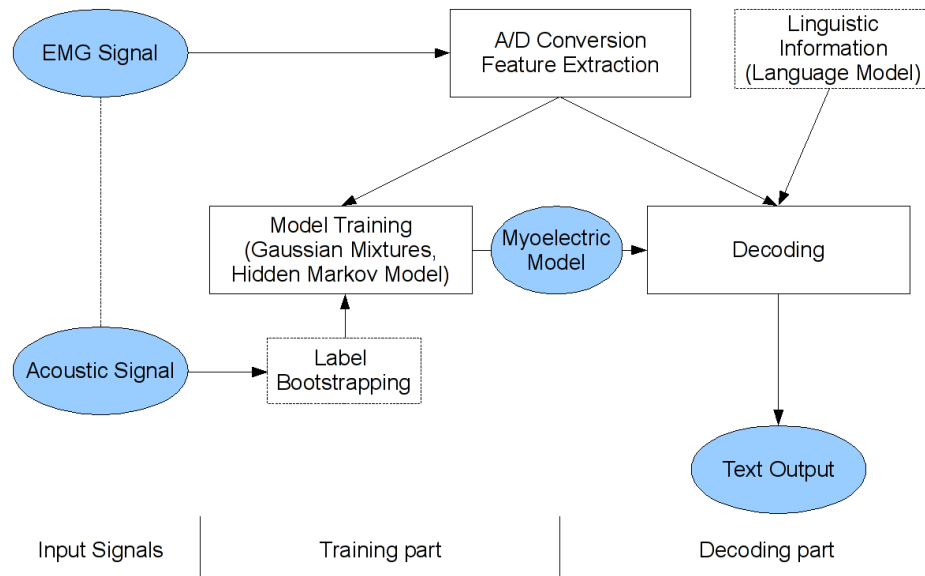 EMG Signal
A/D Conversion
Feature Extraction
Linguistic
Information
(Language Model)
Model Training
(Gaussian Mixtures,
Hidden Markov Model)
Myoelectric
Model
Decoding
Acoustic Signal
Label
Bootstrapping
Text Output
Input Signals
Training part
Decoding part